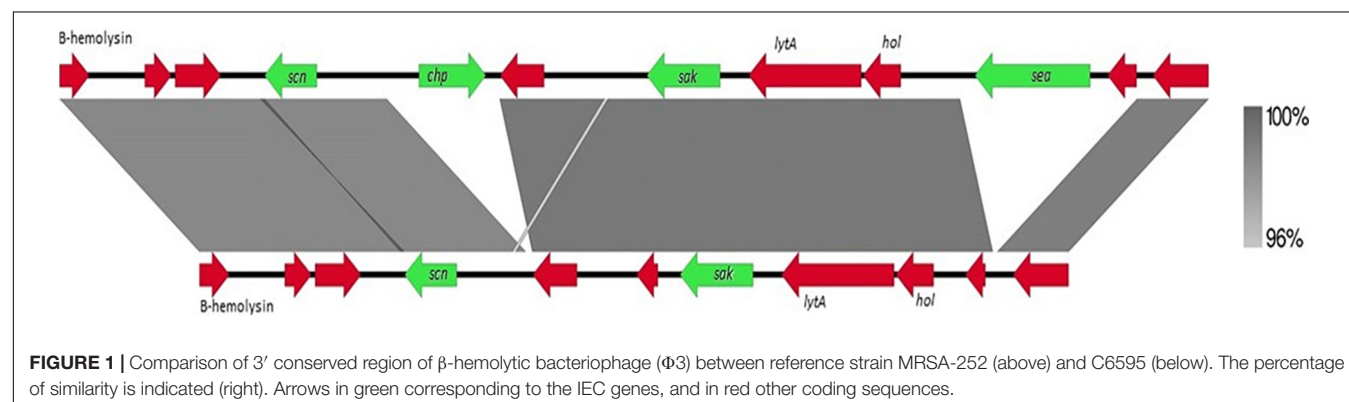 B-hemolysin
lytA hol
scn chp sak sea
100%
96%
scn sak
B-hemolysin lytA hol
FIGURE 1 | Comparison of 3′ conserved region of β-hemolytic bacteriophage (Φ3) between reference strain MRSA-252 (above) and C6595 (below). The percentage
of similarity is indicated (right). Arrows in green corresponding to the IEC genes, and in red other coding sequences.